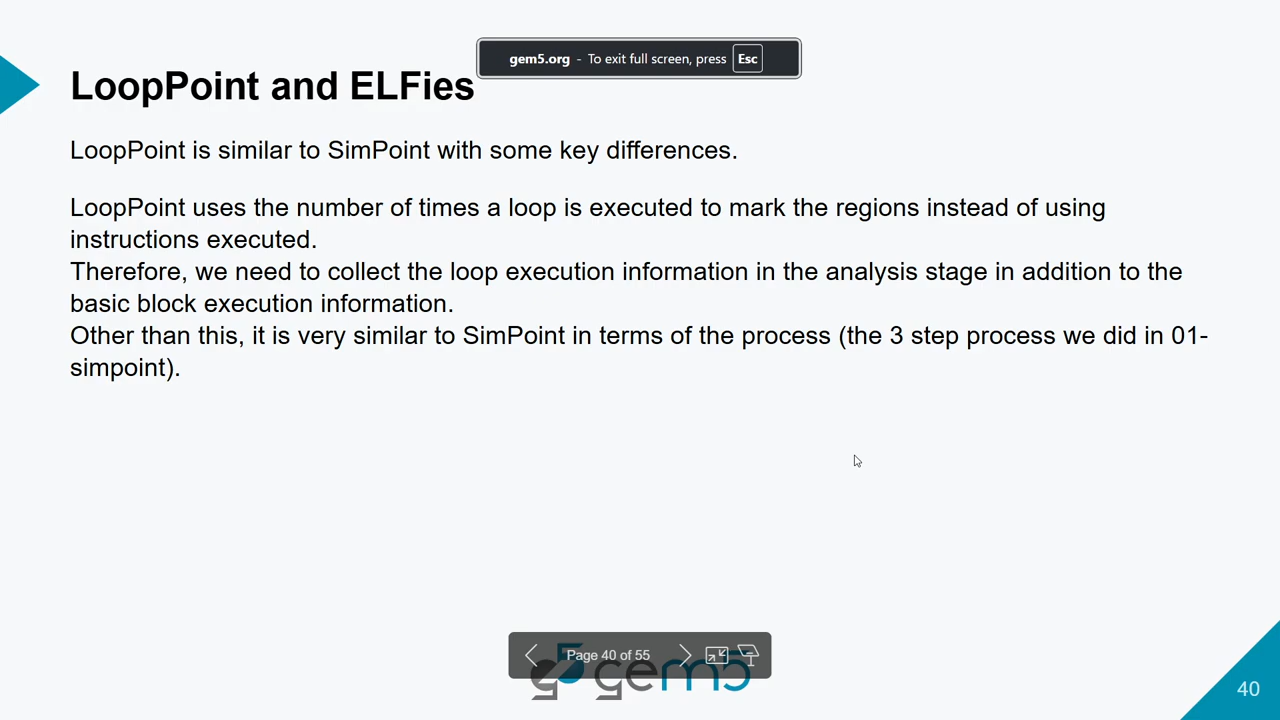 gem5.org - To exit full screen, press Esc
LoopPoint and ELFies
LoopPoint is similar to SimPoint with some key differences.
LoopPoint uses the number of times a loop is executed to mark the regions instead of using
instructions executed.
Therefore, we need to collect the loop execution information in the analysis stage in addition to the
basic block execution information.
Other than this, it is very similar to SimPoint in terms of the process (the 3 step process we did in 01-
simpoint).
Page 40 of 55
gem5
40